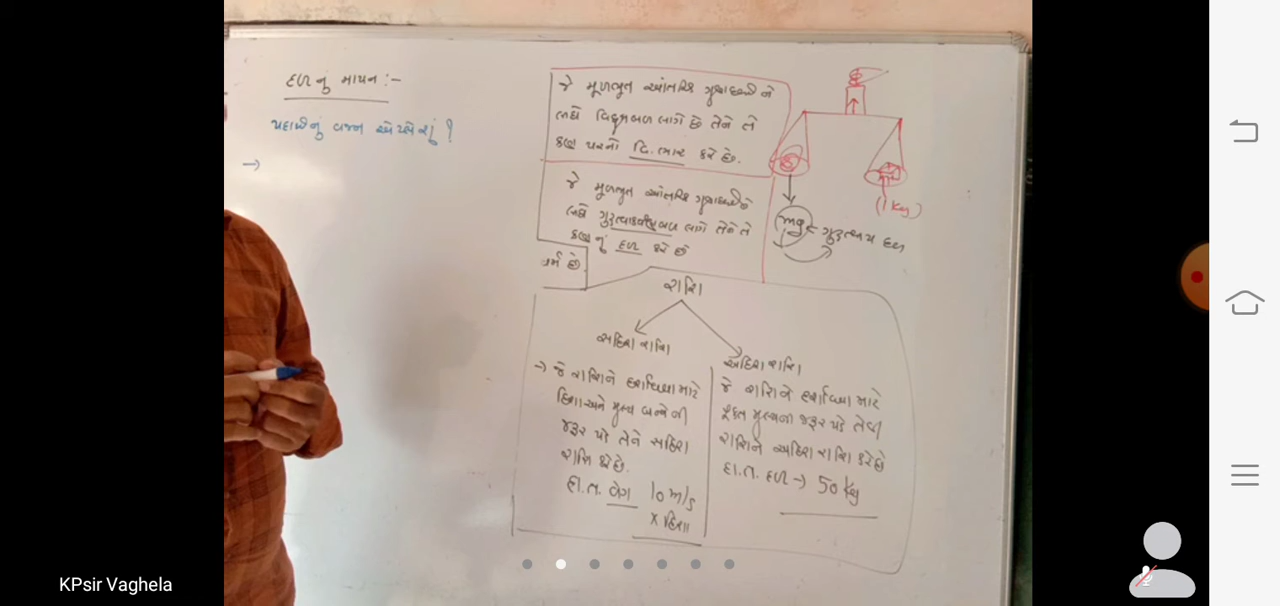 દળનું માપન :-
પદાર્થનું વજન એટલે શું?
→
જે મૂળભૂત આંતરિક ગુણધર્મને
લીધે વિદ્યુતબળ લાગે છે તેને તે
કણ પરનો વિ.ભાર કહે છે.
જે મૂળભૂત આંતરિક ગુણધર્મને
લીધે ગુરુત્વાકર્ષણબળ લાગે તેને તે
કણનું દળ કહે છે
ધર્મ છે.
(1 kg)
ગુરુત્વીય દળ
રાશિ
સદિશ રાશિ
→ જે રાશિને દર્શાવવા માટે
દિશા અને મુલ્ય બન્નેની
જરૂર પડે તેને સદિશ
રાશિ કહે છે.
દા.ત. વેગ 10 m/s
x દિશા
અદિશ રાશિ
જે રાશિને દર્શાવવા માટે
ફક્ત મુલ્યની જરૂર પડે તેવી
રાશિને અદિશ રાશિ કહે છે
દા.ત. દળ → 50 kg
KPsir Vaghela